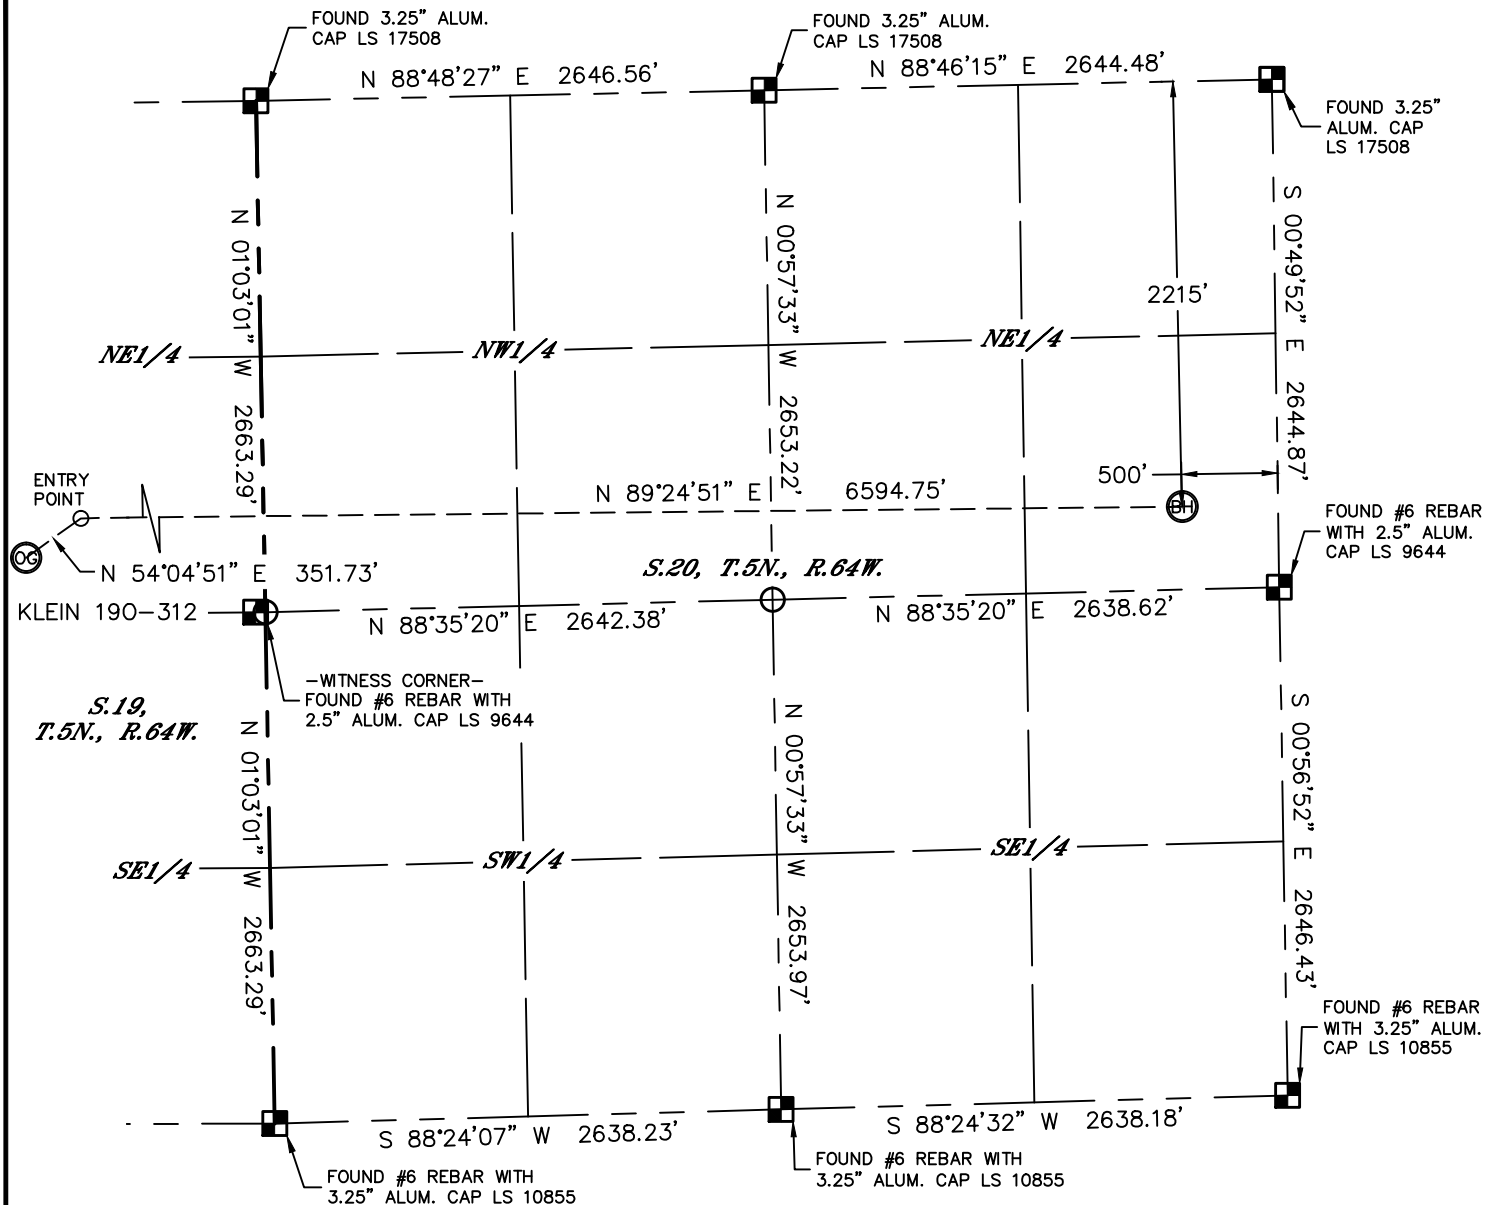 FOUND 3.25” ALUM.
CAP LS 17508
FOUND 3.25” ALUM.
CAP LS 17508
N 88°48’27” E 2646.56’
N 88°46’15” E 2644.48’
FOUND 3.25”
ALUM. CAP
LS 17508
N 01°03’01” W 2663.29’
N 00°57’33” W 2653.22’
S 00°49’52” E 2644.87’
2215’
NE1/4
NW1/4
NE1/4
ENTRY
POINT
N 89°24’51” E 6594.75’
500’
BH
FOUND #6 REBAR
WITH 2.5” ALUM.
CAP LS 9644
OG
N 54°04’51” E 351.73’
S.20, T.5N., R.64W.
KLEIN 19O-312
N 88°35’20” E 2642.38’
N 88°35’20” E 2638.62’
-WITNESS CORNER-
FOUND #6 REBAR WITH
2.5” ALUM. CAP LS 9644
S.19,
T.5N., R.64W.
N 01°03’01” W 2663.29’
N 00°57’33” W 2653.97’
S 00°56’52” E 2646.43’
SE1/4
SW1/4
SE1/4
FOUND #6 REBAR
WITH 3.25” ALUM.
CAP LS 10855
S 88°24’07” W 2638.23’
S 88°24’32” W 2638.18’
FOUND #6 REBAR WITH
3.25” ALUM. CAP LS 10855
FOUND #6 REBAR WITH
3.25” ALUM. CAP LS 10855